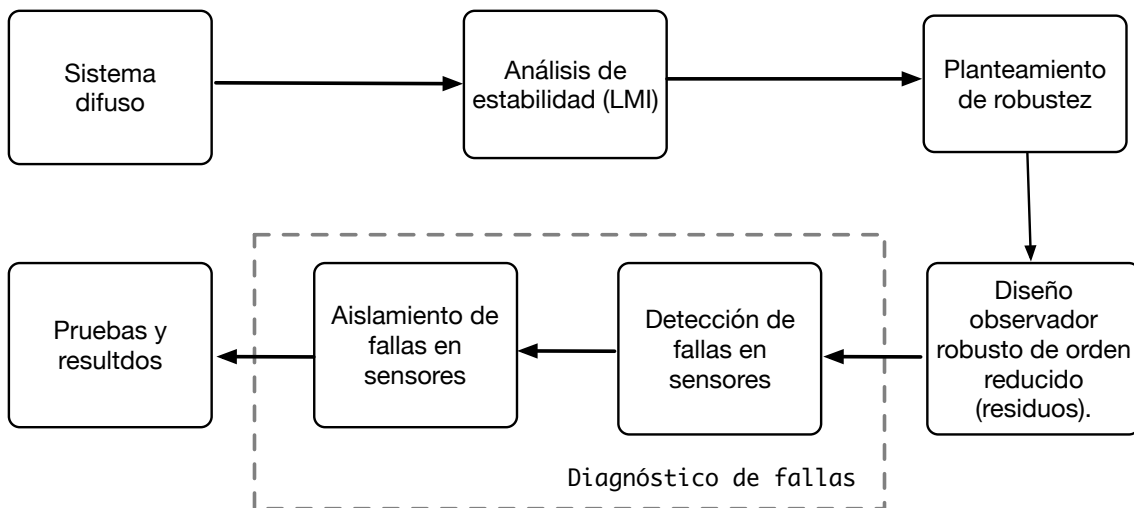 Sistema
difuso
Análisis de
estabilidad (LMI)
Planteamiento
de robustez
Diseño
observador
robusto de orden
reducido
(residuos).
Detección de
fallas en
sensores
Aislamiento de
fallas en
sensores
Pruebas y
resultdos
Diagnóstico de fallas